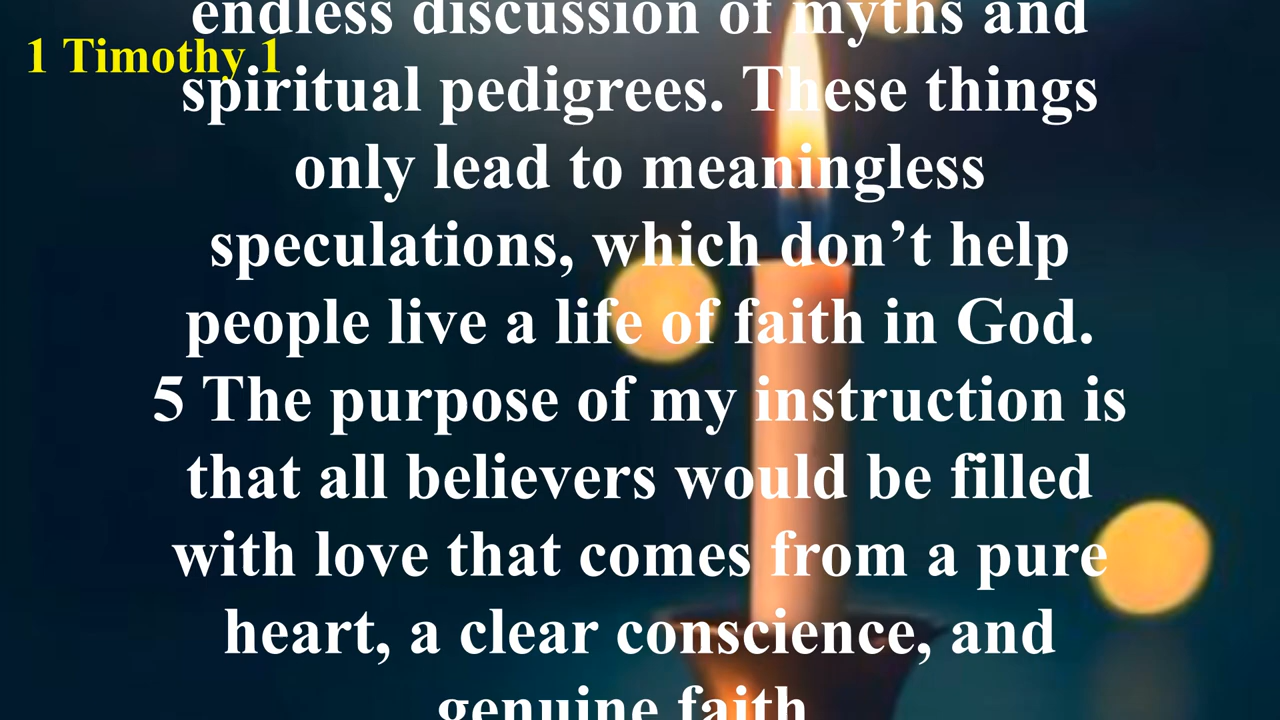 endless discussion of myths and
1 Timothy 1
spiritual pedigrees. These things
only lead to meaningless
speculations, which don’t help
people live a life of faith in God.
5 The purpose of my instruction is
that all believers would be filled
with love that comes from a pure
heart, a clear conscience, and
genuine faith